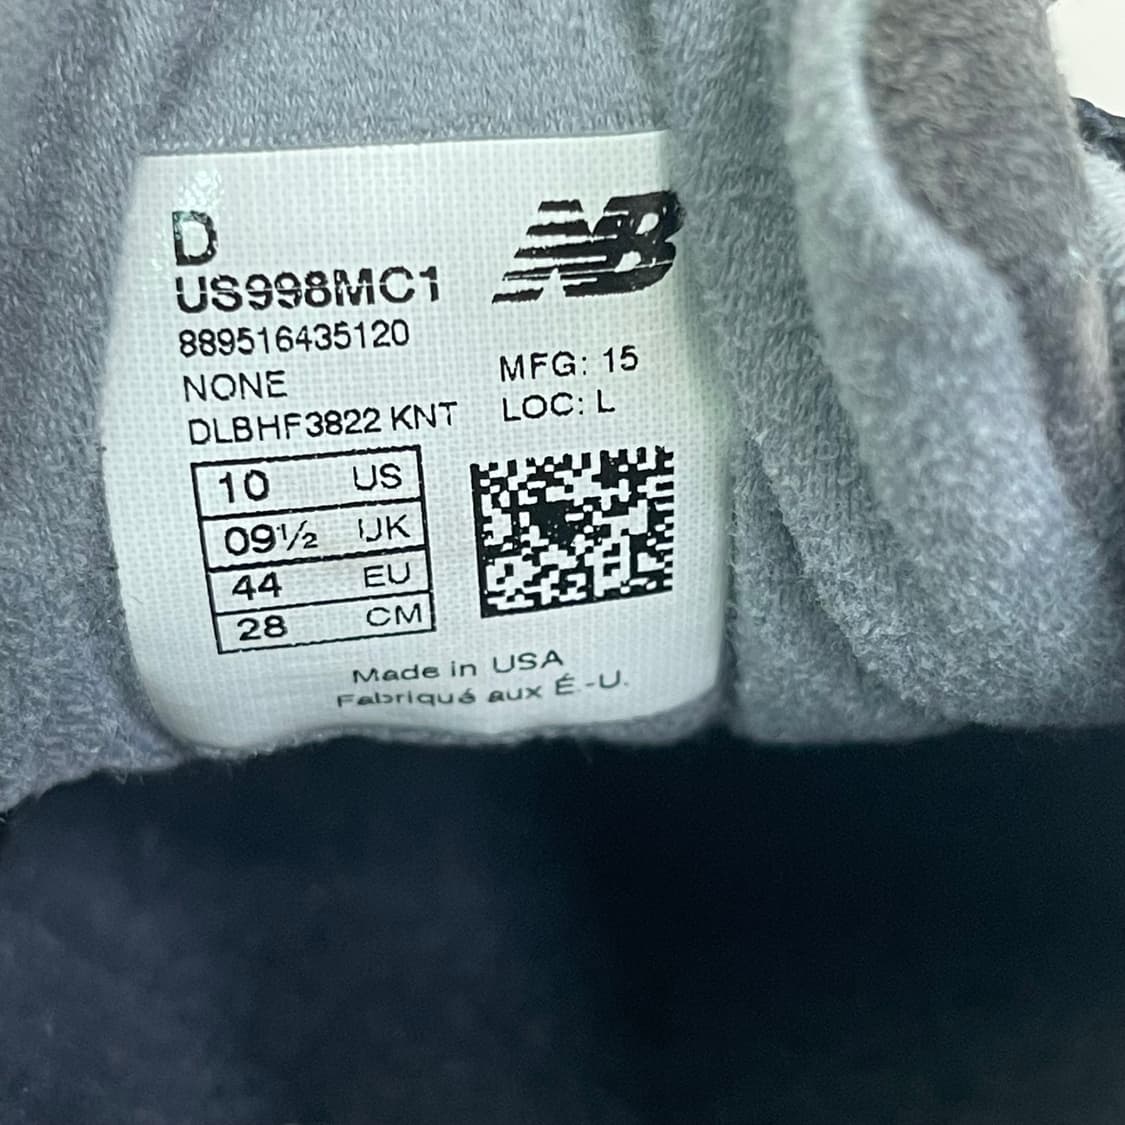 D
US998MC1
889516435120
NONE
DLBHF3822 KNT
NB
MFG: 15
LOC: L
10 US
09½ UK
44 EU
28 CM
Made in USA
Fabriqué aux É.-U.